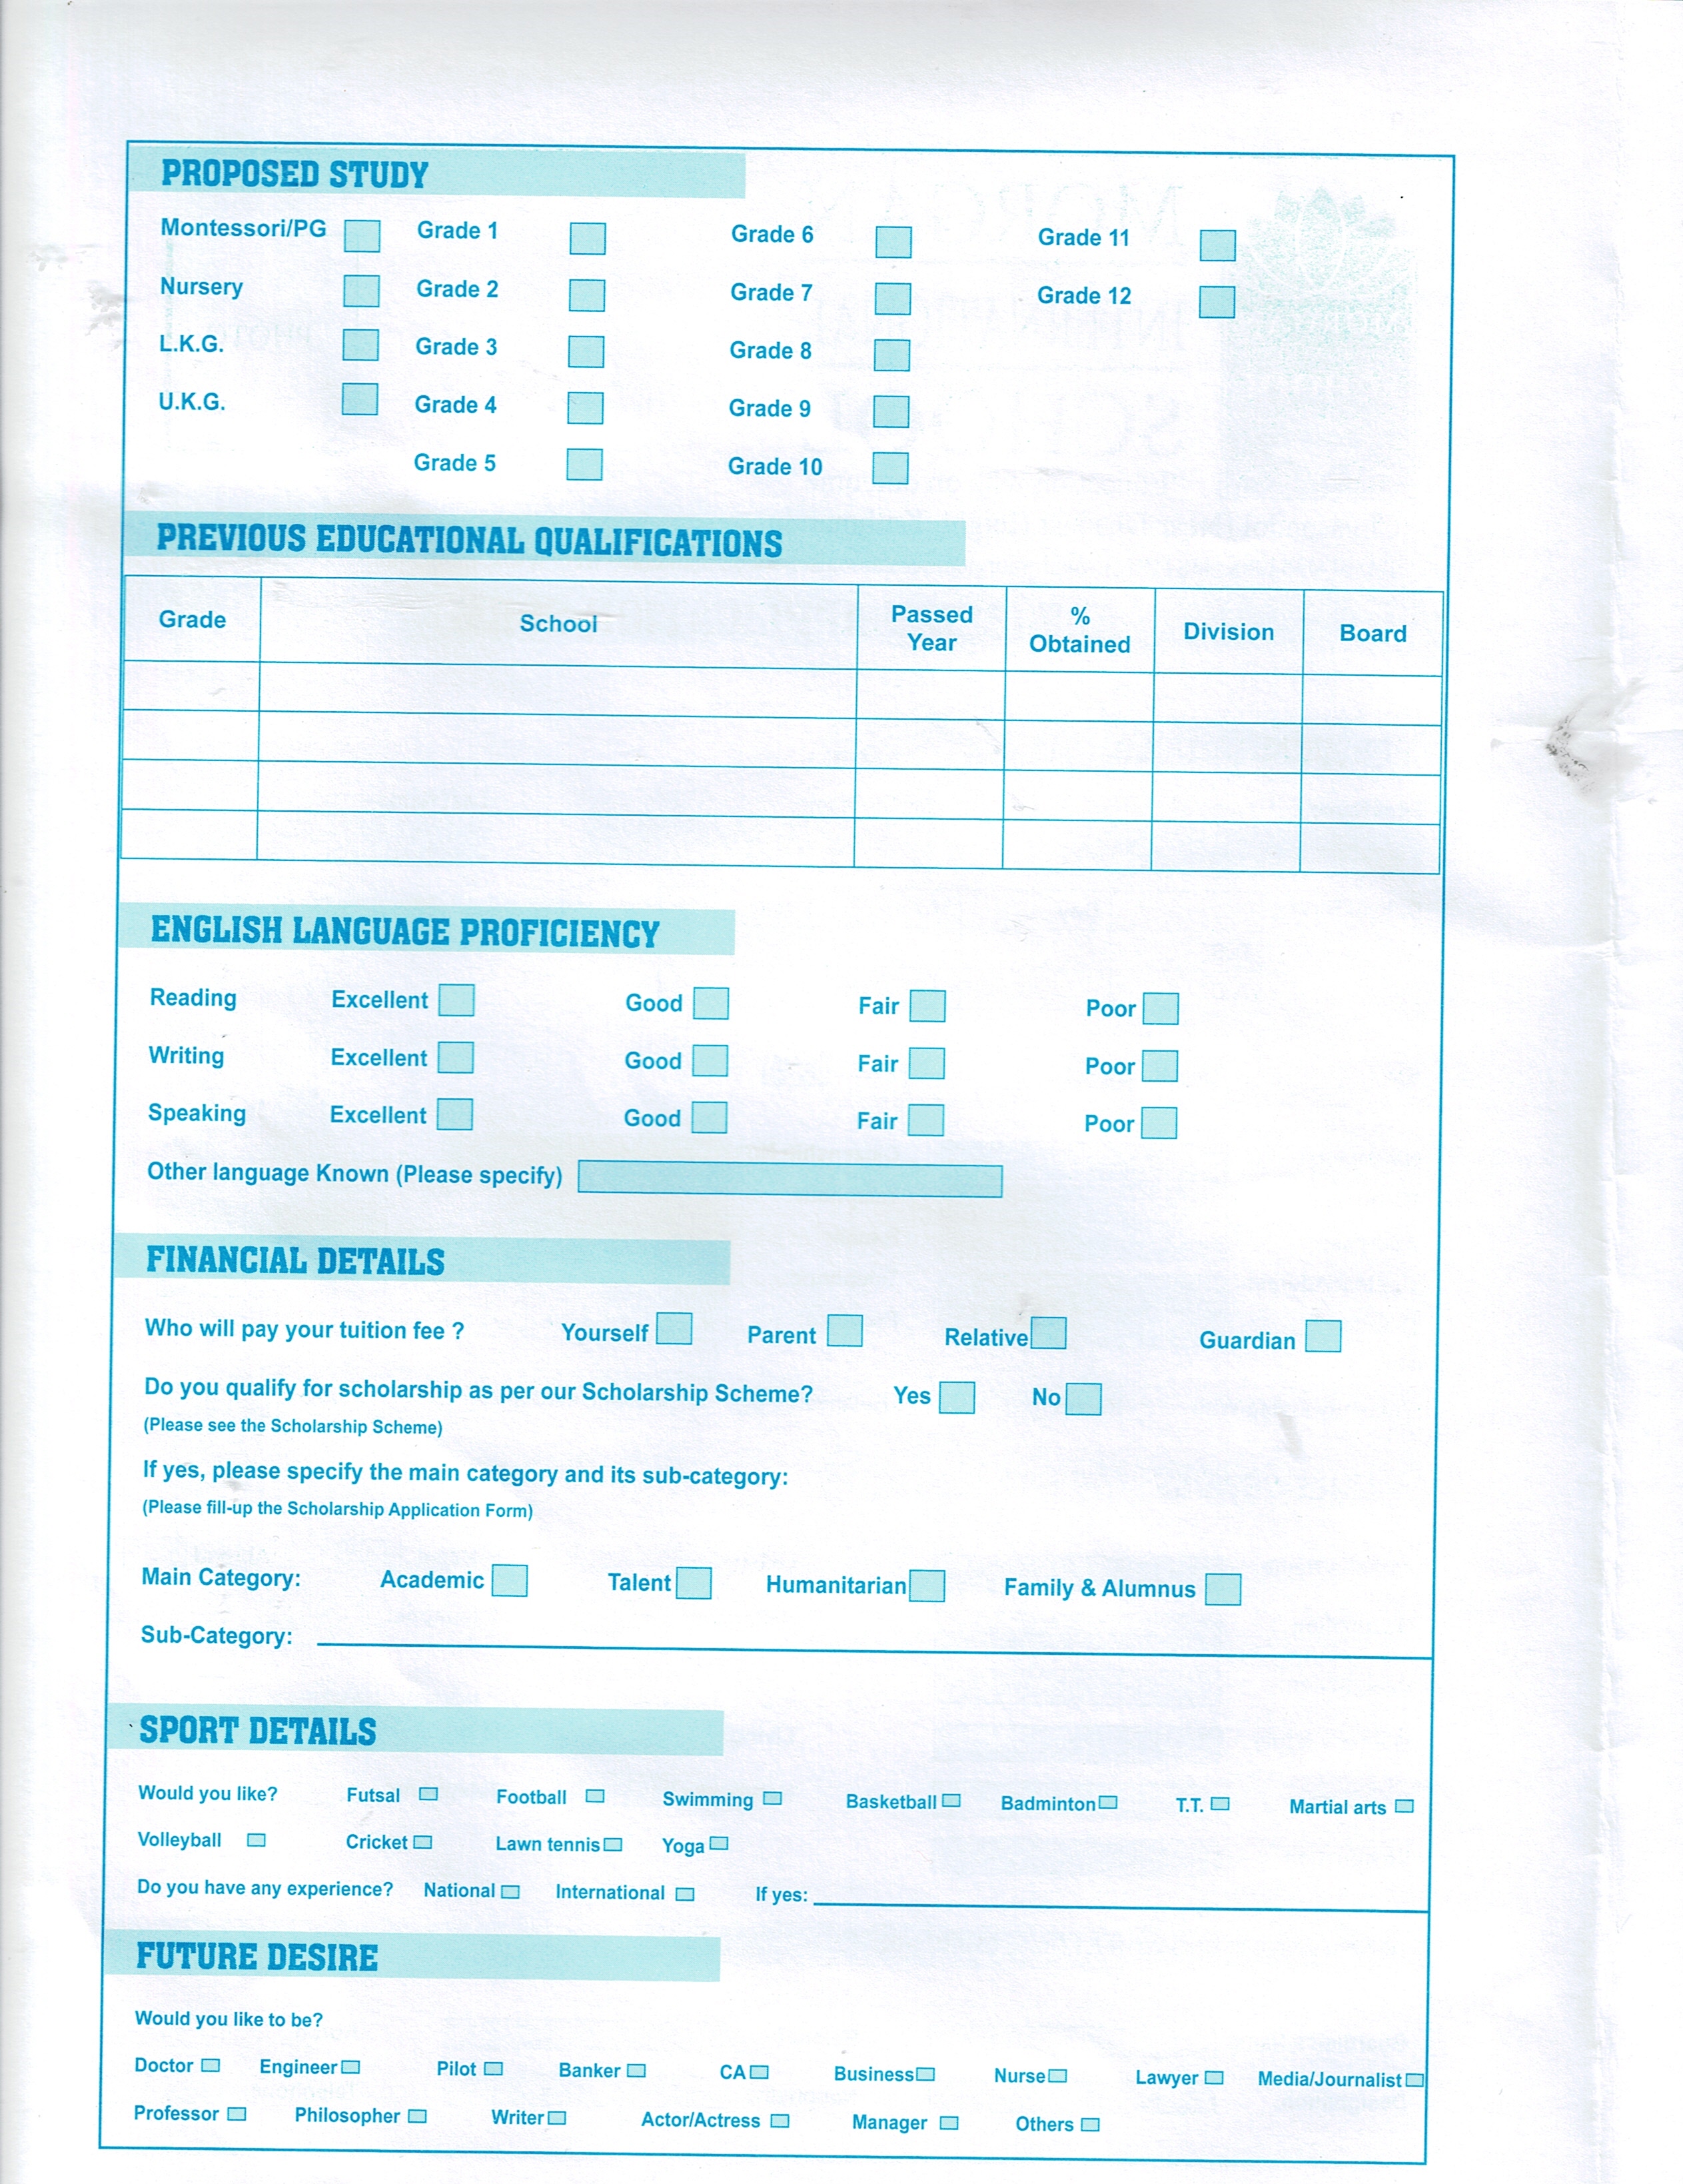 PROPOSED STUDY
Montessori/PG Grade 1 Grade 6 Grade 11
Nursery Grade 2 Grade 7 Grade 12
L.K.G. Grade 3 Grade 8
U.K.G. Grade 4 Grade 9
Grade 5 Grade 10
PREVIOUS EDUCATIONAL QUALIFICATIONS
Grade School Passed Year % Obtained Division Board
ENGLISH LANGUAGE PROFICIENCY
Reading Excellent Good Fair Poor
Writing Excellent Good Fair Poor
Speaking Excellent Good Fair Poor
Other language Known (Please specify)
FINANCIAL DETAILS
Who will pay your tuition fee ? Yourself Parent Relative Guardian
Do you qualify for scholarship as per our Scholarship Scheme? Yes No
(Please see the Scholarship Scheme)
If yes, please specify the main category and its sub-category:
(Please fill-up the Scholarship Application Form)
Main Category: Academic Talent Humanitarian Family & Alumnus
Sub-Category:
SPORT DETAILS
Would you like? Futsal Football Swimming Basketball Badminton T.T. Martial arts
Volleyball Cricket Lawn tennis Yoga
Do you have any experience? National International If yes:
FUTURE DESIRE
Would you like to be?
Doctor Engineer Pilot Banker CA Business Nurse Lawyer Media/Journalist
Professor Philosopher Writer Actor/Actress Manager Others